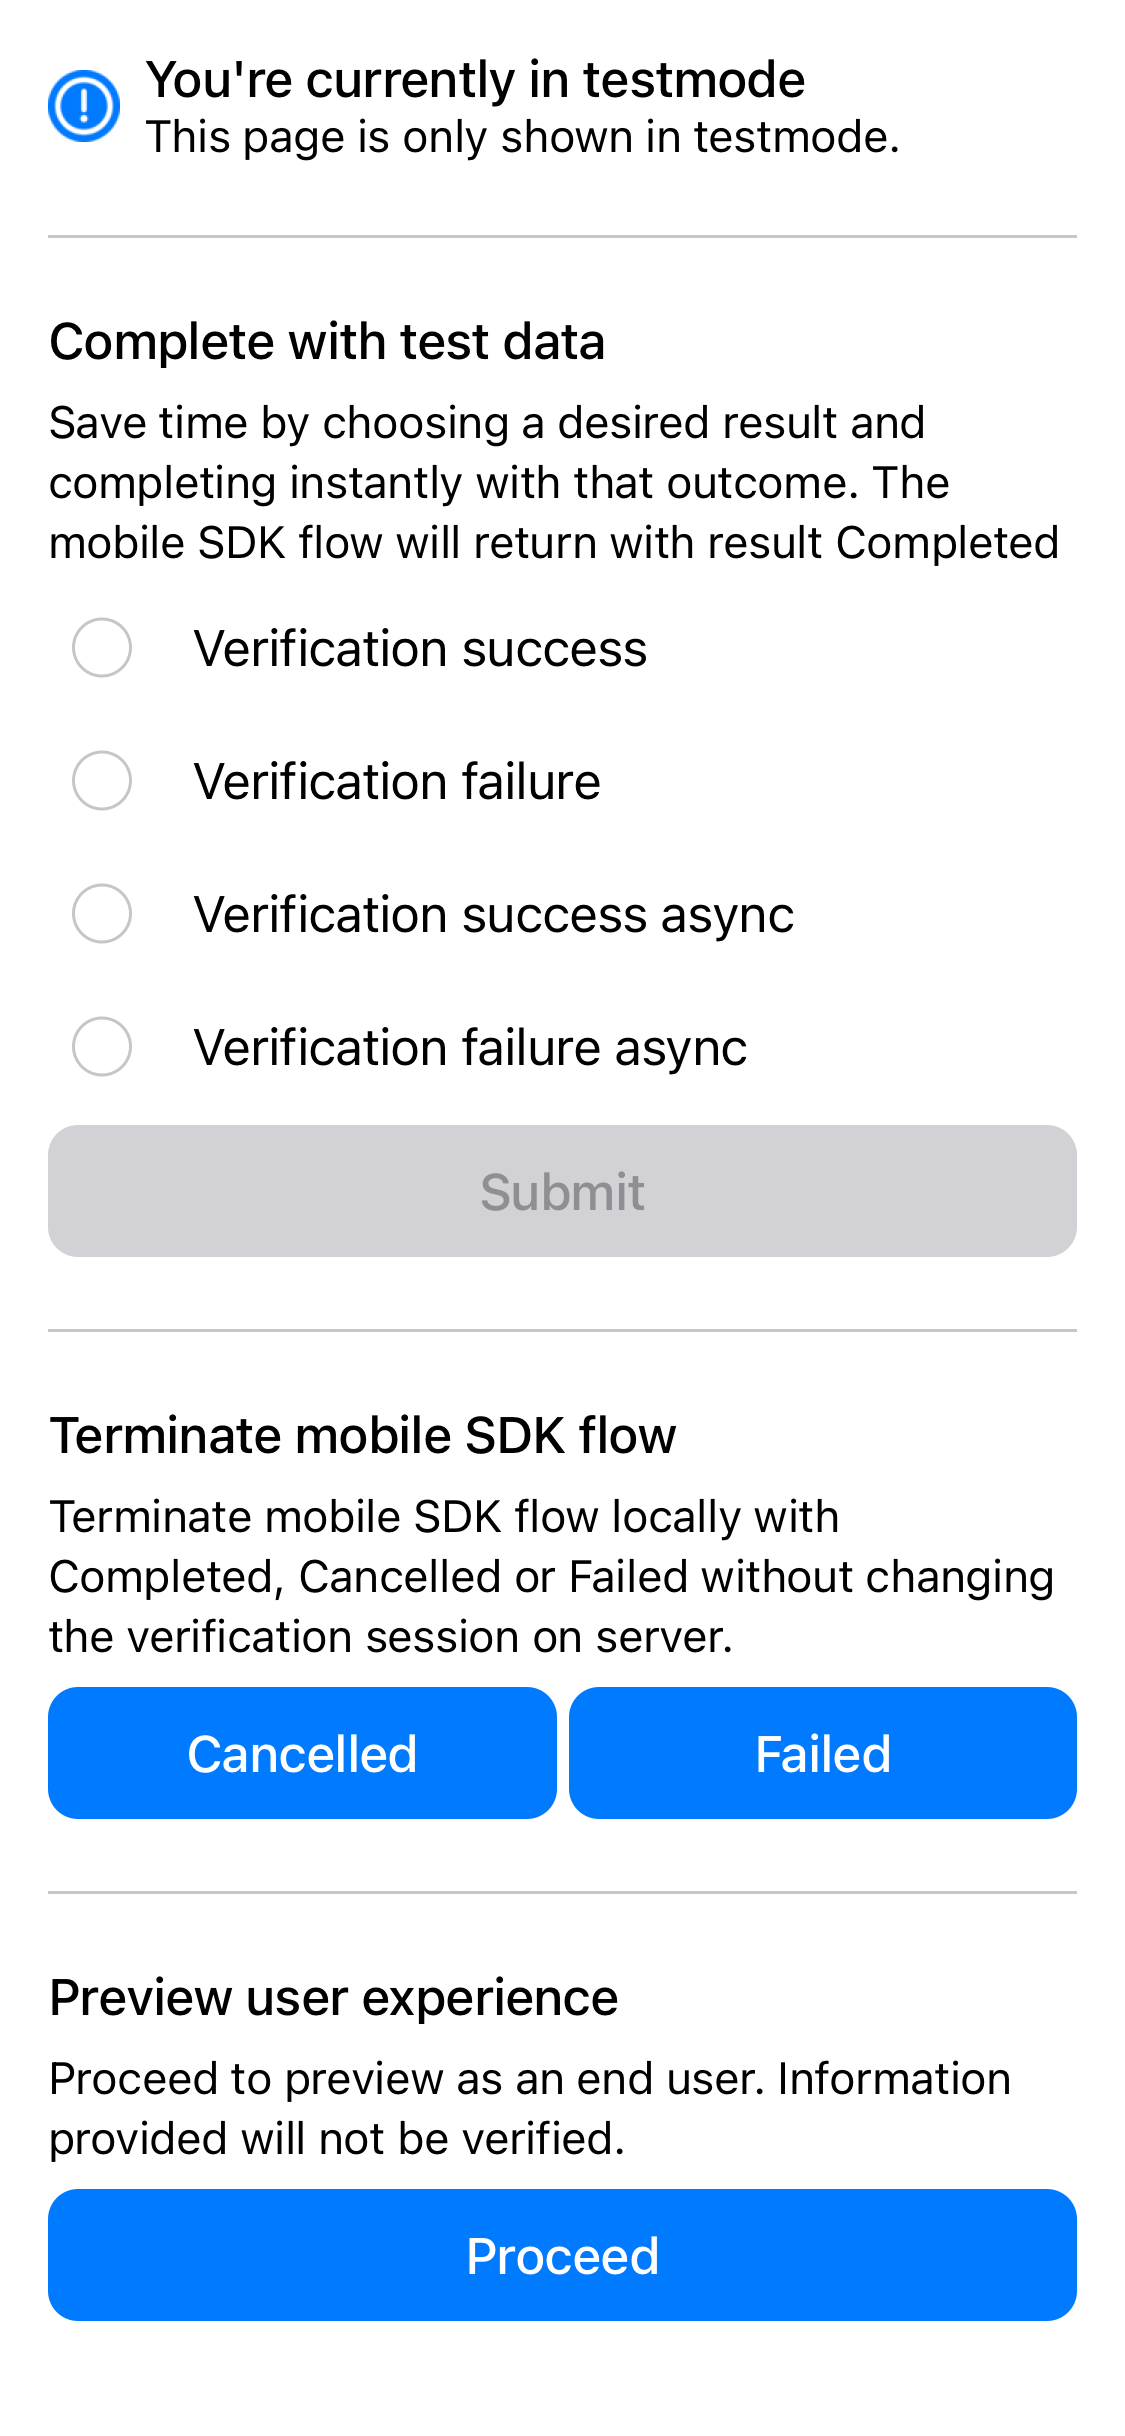 You're currently in testmode
This page is only shown in testmode.
Complete with test data
Save time by choosing a desired result and
completing instantly with that outcome. The
mobile SDK flow will return with result Completed
Verification success
Verification failure
Verification success async
Verification failure async
Submit
Terminate mobile SDK flow
Terminate mobile SDK flow locally with
Completed, Cancelled or Failed without changing
the verification session on server.
Cancelled
Failed
Preview user experience
Proceed to preview as an end user. Information
provided will not be verified.
Proceed